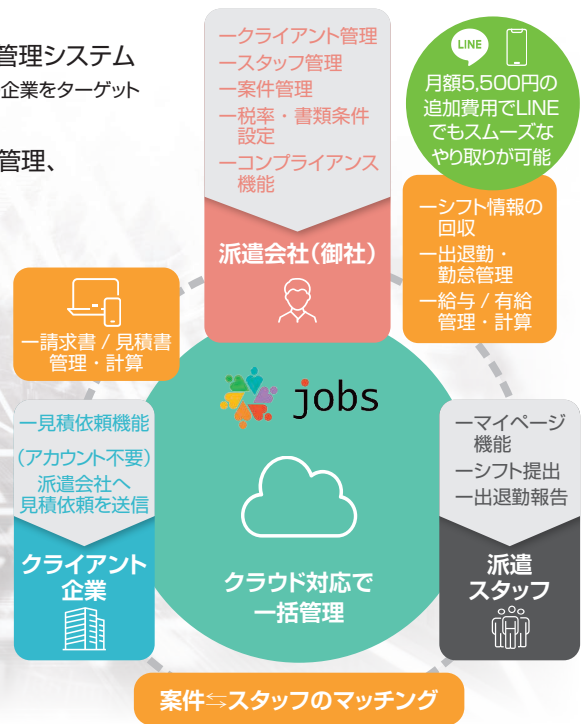 管理システム
企業をターゲット
管理、
ークライアント管理
ースタッフ管理
ー案件管理
ー税率・書類条件
設定
ーコンプライアンス
機能
派遣会社(御社)
LINE
月額5,500円の
追加費用でLINE
でもスムーズな
やり取りが可能
ーシフト情報の
回収
ー出退勤・
勤怠管理
ー給与 / 有給
管理・計算
ー請求書 / 見積書
管理・計算
jobs
クラウド対応で
一括管理
ー見積依頼機能
(アカウント不要)
派遣会社へ
見積依頼を送信
クライアント
企業
ーマイページ
機能
ーシフト提出
ー出退勤報告
派遣
スタッフ
案件⇆スタッフのマッチング